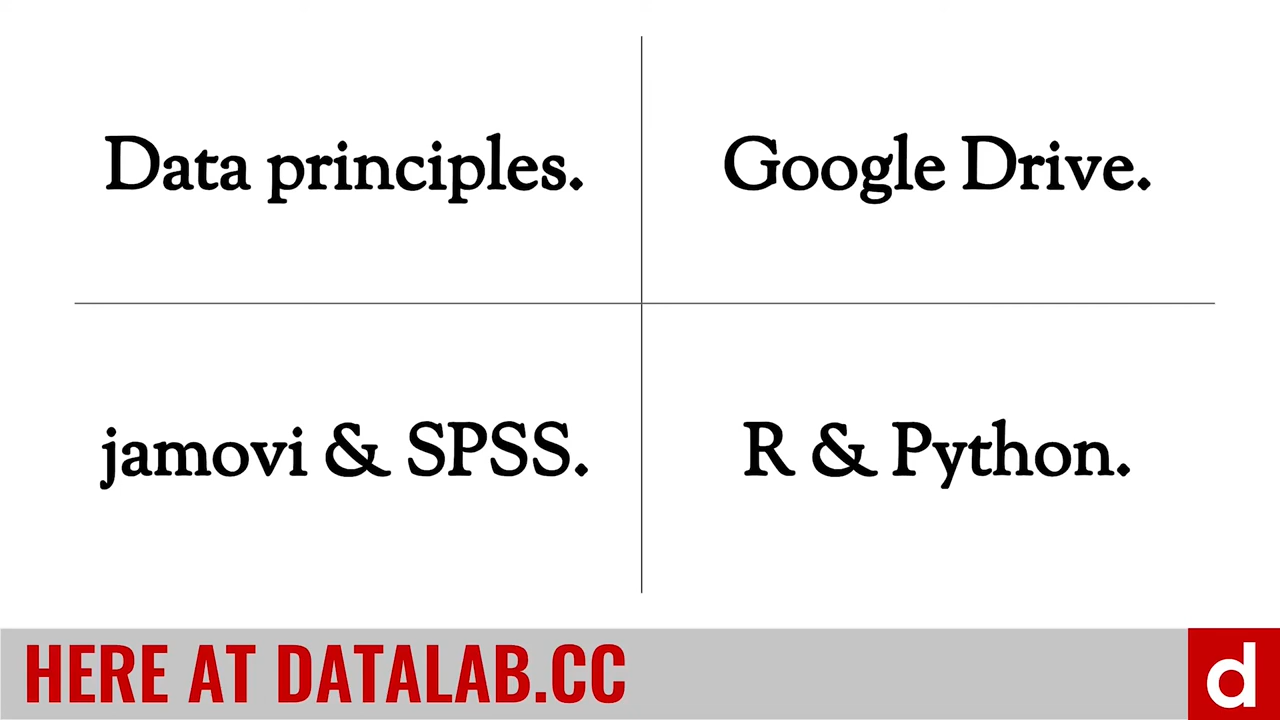 Data principles.
Google Drive.
jamovi & SPSS.
R & Python.
HERE AT DATALAB.CC
d